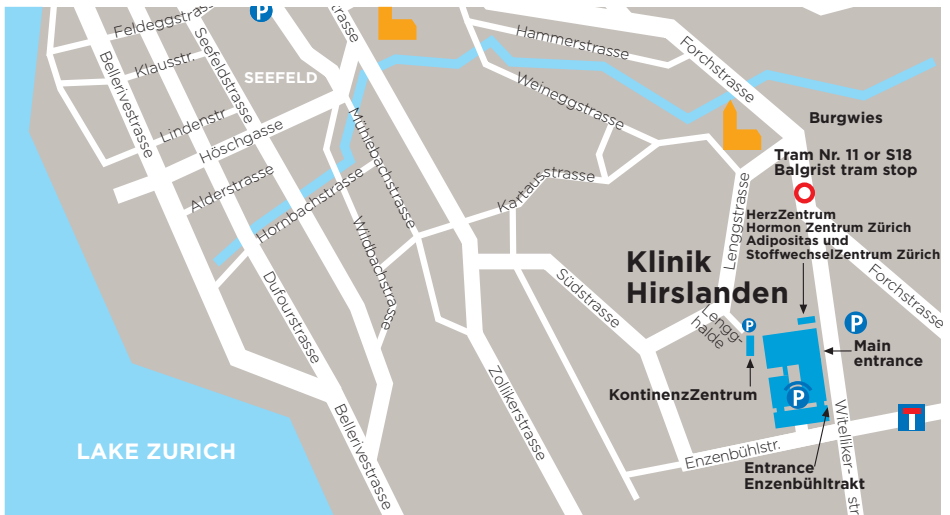 P
Feldeggstrasse
Klausstr.
Seefeldstrasse
SEEFELD
Bellerivestrasse
Lindenstr
Höschgasse
Alderstrasse
Hornbachstrasse
Mühlebachstrasse
Wildbachstrasse
Dufourstrasse
Bellerivestrasse
Zollikerstrasse
LAKE ZURICH
Hammerstrasse
Forchstrasse
Weineggstrasse
Kartausstrasse
Burgwies
Tram Nr. 11 or S18
Balgrist tram stop
HerzZentrum
Hormon Zentrum Zürich
Adipositas und
StoffwechselZentrum Zürich
Lenggstrasse
Klinik
Hirslanden
Südstrasse
Lengg-
halde
Forchstrasse
P
P
Main
entrance
KontinenzZentrum
P
Witelliker-
Enzenbühlstr.
Entrance
Enzenbühltrakt